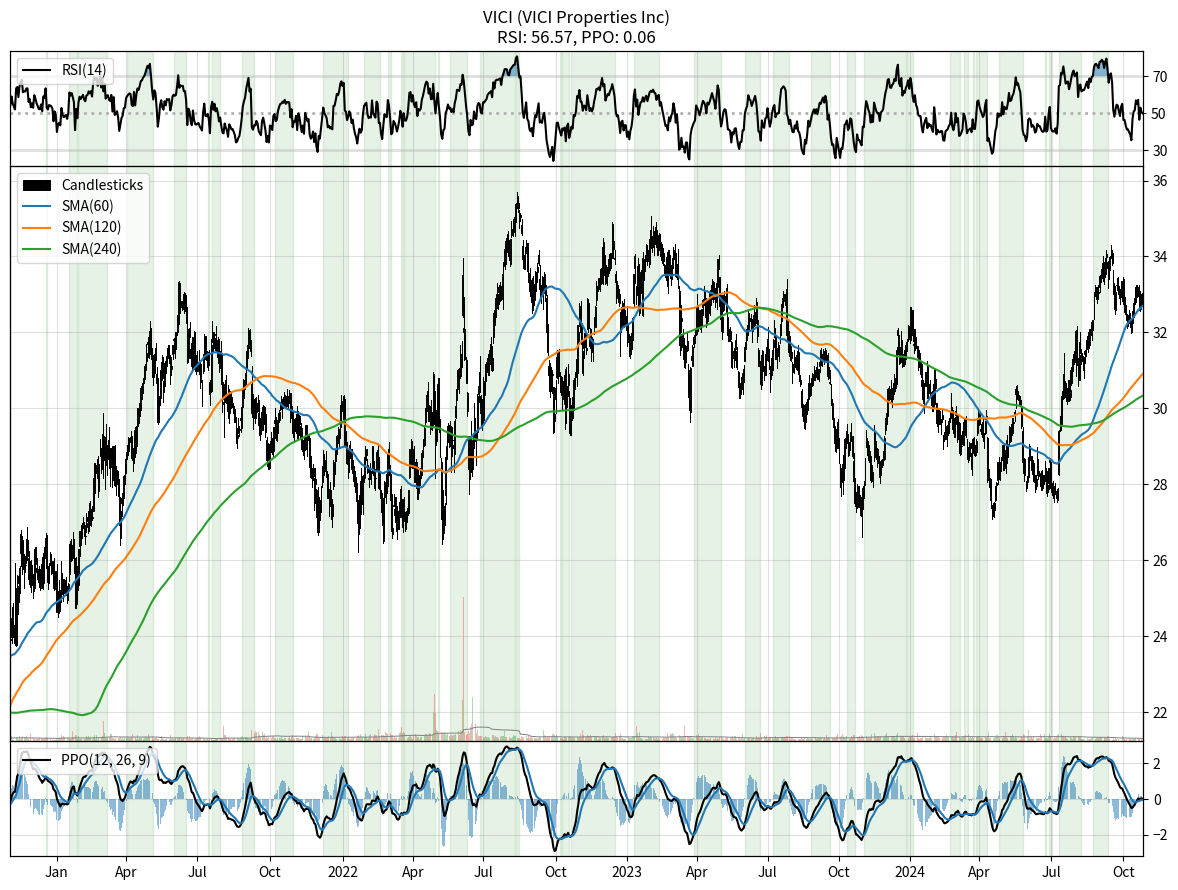 VICI (VICI Properties Inc)
RSI: 56.57, PPO: 0.06
RSI(14)
70
50
30
Candlesticks
SMA(60)
SMA(120)
SMA(240)
36
34
32
30
28
26
24
22
PPO(12, 26, 9)
2
0
−2
Jan Apr Jul Oct 2022 Apr Jul Oct 2023 Apr Jul Oct 2024 Apr Jul Oct